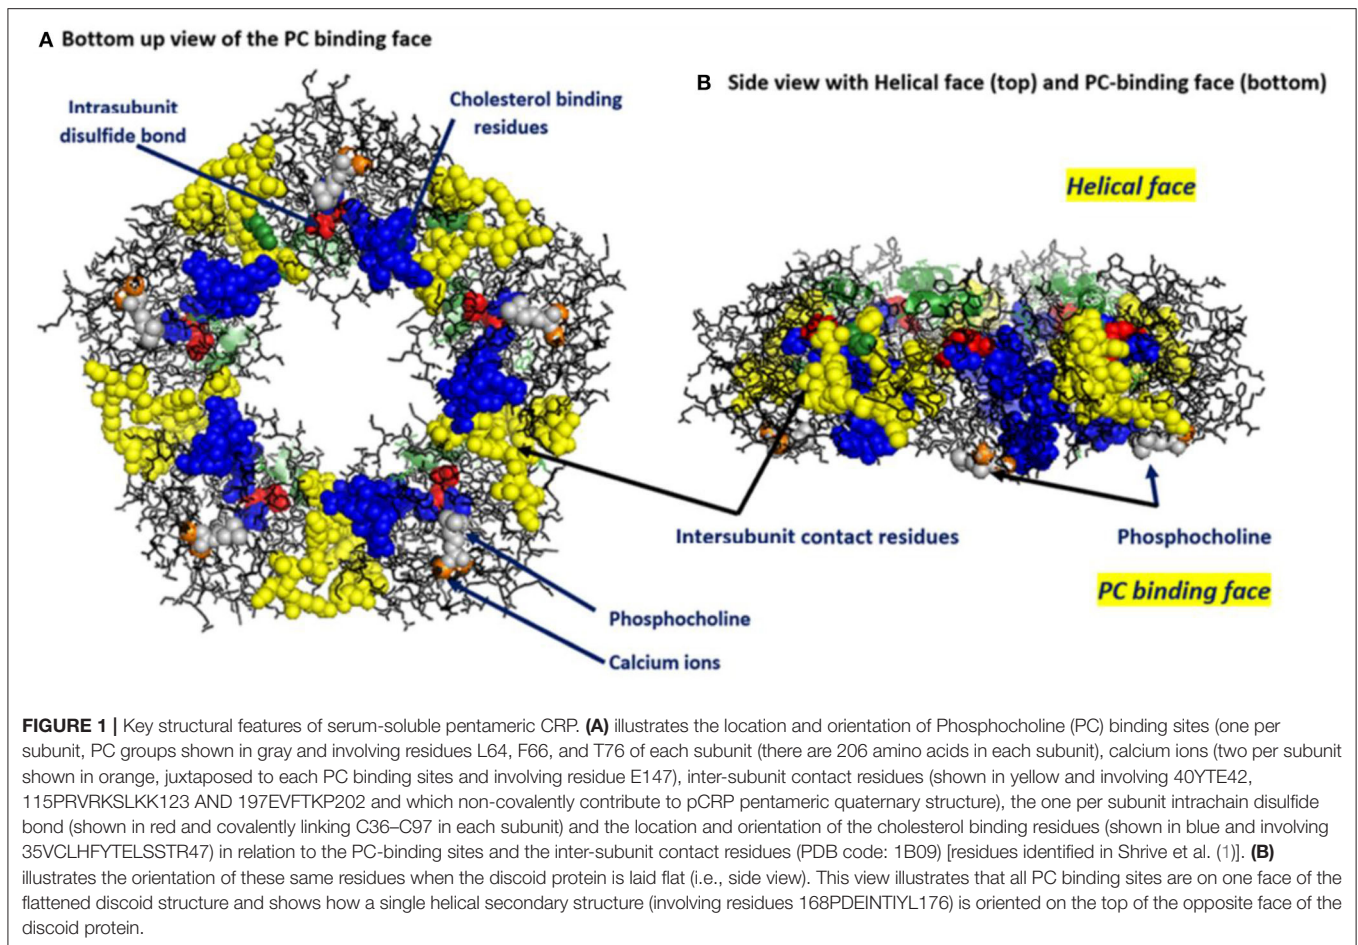 A Bottom up view of the PC binding face
Intrasubunit
disulfide bond
Cholesterol binding
residues
B Side view with Helical face (top) and PC-binding face (bottom)
Helical face
Intersubunit contact residues
Phosphocholine
PC binding face
Phosphocholine
Calcium ions
FIGURE 1 | Key structural features of serum-soluble pentameric CRP. (A) illustrates the location and orientation of Phosphocholine (PC) binding sites (one per
subunit, PC groups shown in gray and involving residues L64, F66, and T76 of each subunit (there are 206 amino acids in each subunit), calcium ions (two per subunit
shown in orange, juxtaposed to each PC binding sites and involving residue E147), inter-subunit contact residues (shown in yellow and involving 40YTE42,
115PRVRKSLKK123 AND 197EVFTKP202 and which non-covalently contribute to pCRP pentameric quaternary structure), the one per subunit intrachain disulfide
bond (shown in red and covalently linking C36–C97 in each subunit) and the location and orientation of the cholesterol binding residues (shown in blue and involving
35VCLHFYTELSSTR47) in relation to the PC-binding sites and the inter-subunit contact residues (PDB code: 1B09) [residues identified in Shrive et al. (1)]. (B)
illustrates the orientation of these same residues when the discoid protein is laid flat (i.e., side view). This view illustrates that all PC binding sites are on one face of the
flattened discoid structure and shows how a single helical secondary structure (involving residues 168PDEINTIYL176) is oriented on the top of the opposite face of the
discoid protein.